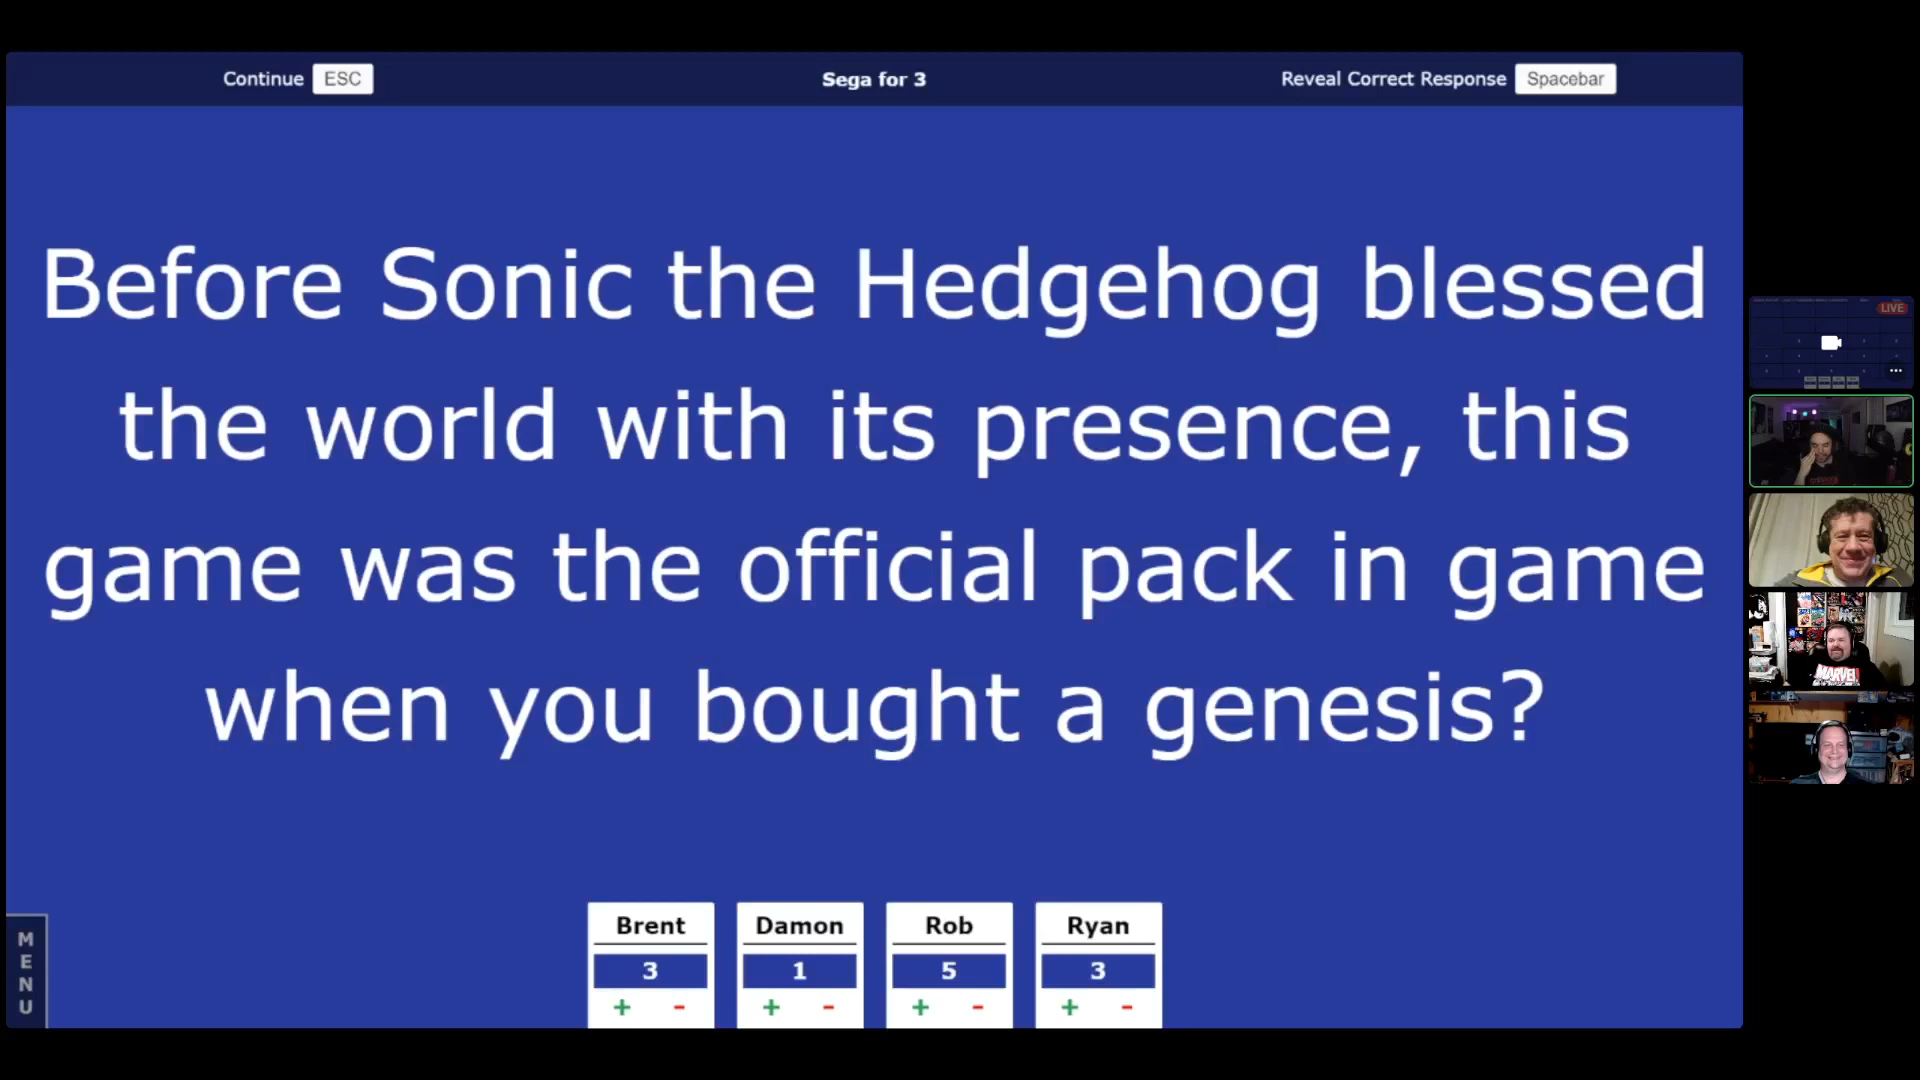 Continue ESC
Sega for 3
Reveal Correct Response Spacebar
Before Sonic the Hedgehog blessed
the world with its presence, this
game was the official pack in game
when you bought a genesis?
LIVE
MARVEL
MENU
Brent Damon Rob Ryan
3 1 5 3
+ - + - + - + -